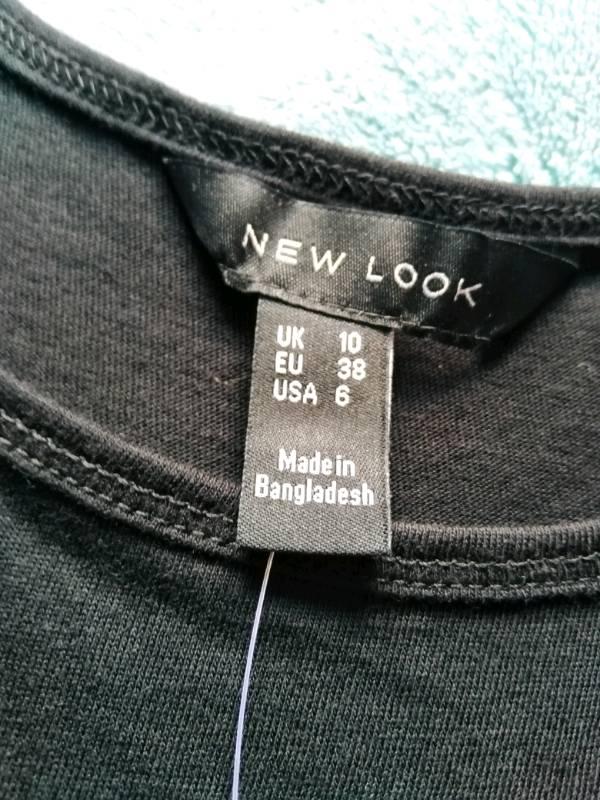 NEW LOOK
UK 10
EU 38
USA 6
Made in
Bangladesh